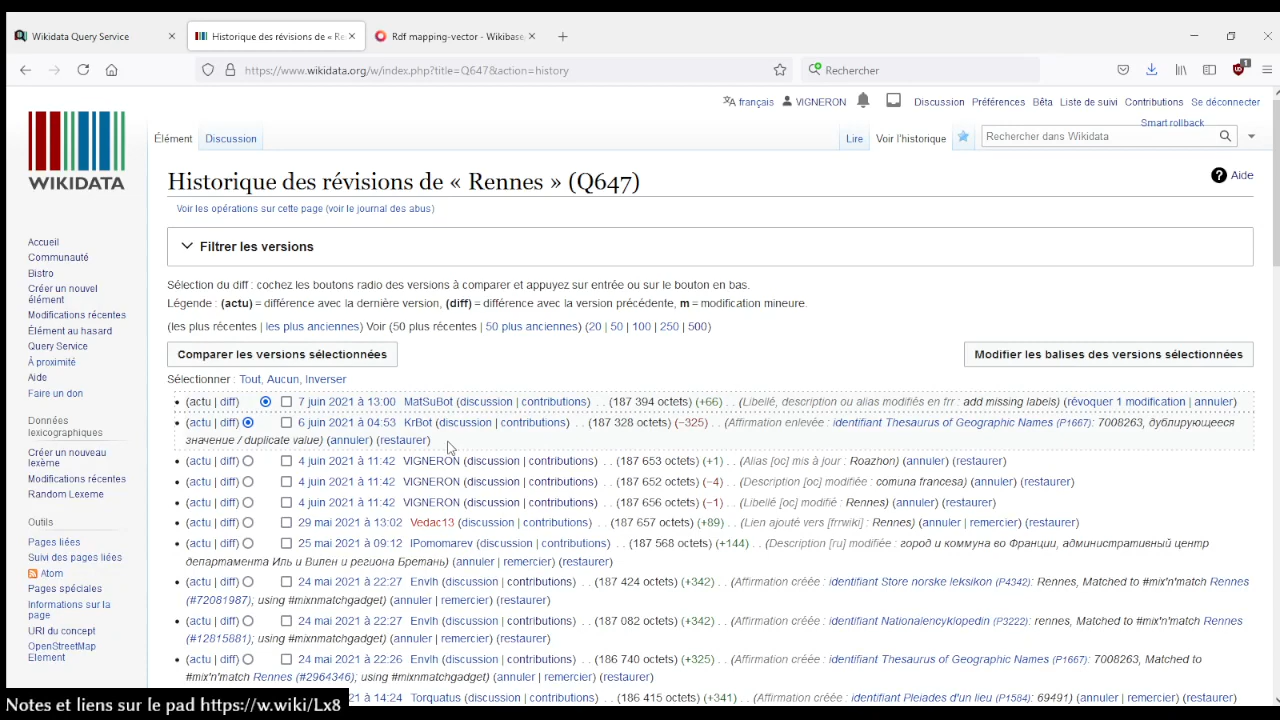 Wikidata Query Service
Historique des révisions de « Re
Rdf mapping-vector - Wikibase
https://www.wikidata.org/w/index.php?title=Q647&action=history
Rechercher
1
français VIGNERON Discussion Préférences Bêta Liste de suivi Contributions Se déconnecter
Smart rollback
WIKIDATA
Élément Discussion Lire Voir l'historique
Rechercher dans Wikidata
Historique des révisions de « Rennes » (Q647)
Aide
Voir les opérations sur cette page (voir le journal des abus)
Filtrer les versions
Sélection du diff : cochez les boutons radio des versions à comparer et appuyez sur entrée ou sur le bouton en bas.
Légende : (actu) = différence avec la dernière version, (diff) = différence avec la version précédente, m = modification mineure.
(les plus récentes | les plus anciennes) Voir (50 plus récentes | 50 plus anciennes) (20 | 50 | 100 | 250 | 500)
Comparer les versions sélectionnées
Modifier les balises des versions sélectionnées
Sélectionner : Tout, Aucun, Inverser
• (actu | diff) 7 juin 2021 à 13:00 MatSuBot (discussion | contributions) . . (187 394 octets) (+66) . . (Libellé, description ou alias modifiés en frr : add missing labels) (révoquer 1 modification | annuler)
• (actu | diff) 6 juin 2021 à 04:53 KrBot (discussion | contributions) . . (187 328 octets) (−325) . . (Affirmation enlevée : identifiant Thesaurus of Geographic Names (P1667): 7008263, дублирующееся
значение / duplicate value) (annuler) (restaurer)
• (actu | diff) 4 juin 2021 à 11:42 VIGNERON (discussion | contributions) . . (187 653 octets) (+1) . . (Alias [oc] mis à jour : Roazhon) (annuler) (restaurer)
• (actu | diff) 4 juin 2021 à 11:42 VIGNERON (discussion | contributions) . . (187 652 octets) (−4) . . (Description [oc] modifiée : comuna francesa) (annuler) (restaurer)
• (actu | diff) 4 juin 2021 à 11:42 VIGNERON (discussion | contributions) . . (187 656 octets) (−1) . . (Libellé [oc] modifié : Rennes) (annuler) (restaurer)
• (actu | diff) 29 mai 2021 à 13:02 Vedac13 (discussion | contributions) . . (187 657 octets) (+89) . . (Lien ajouté vers [frrwiki] : Rennes) (annuler | remercier) (restaurer)
• (actu | diff) 25 mai 2021 à 09:12 IPomomarev (discussion | contributions) . . (187 568 octets) (+144) . . (Description [ru] modifiée : город и коммуна во Франции, административный центр
департамента Иль и Вилен и региона Бретань) (annuler | remercier) (restaurer)
• (actu | diff) 24 mai 2021 à 22:27 Envlh (discussion | contributions) . . (187 424 octets) (+342) . . (Affirmation créée : identifiant Store norske leksikon (P4342): Rennes, Matched to #mix'n'match Rennes
(#72081987); using #mixnmatchgadget) (annuler | remercier) (restaurer)
• (actu | diff) 24 mai 2021 à 22:27 Envlh (discussion | contributions) . . (187 082 octets) (+342) . . (Affirmation créée : identifiant Nationalencyklopedin (P3222): rennes, Matched to #mix'n'match Rennes
(#12815881); using #mixnmatchgadget) (annuler | remercier) (restaurer)
• (actu | diff) 24 mai 2021 à 22:26 Envlh (discussion | contributions) . . (186 740 octets) (+325) . . (Affirmation créée : identifiant Thesaurus of Geographic Names (P1667): 7008263, Matched to
#mix'n'match Rennes (#2964346); using #mixnmatchgadget) (annuler | remercier) (restaurer)
à 14:24 Torquatus (discussion | contributions) . . (186 415 octets) (+341) . . (Affirmation créée : identifiant Pleiades d'un lieu (P1584): 69491) (annuler | remercier) (restaurer)
Accueil
Communauté
Bistro
Créer un nouvel
élément
Modifications récentes
Élément au hasard
Query Service
À proximité
Aide
Faire un don
Données
lexicographiques
Créer un nouveau
lexème
Modifications récentes
Random Lexeme
Outils
Pages liées
Suivi des pages liées
Atom
Pages spéciales
Informations sur la
page
URI du concept
OpenStreetMap
Element
Notes et liens sur le pad https://w.wiki/Lx8